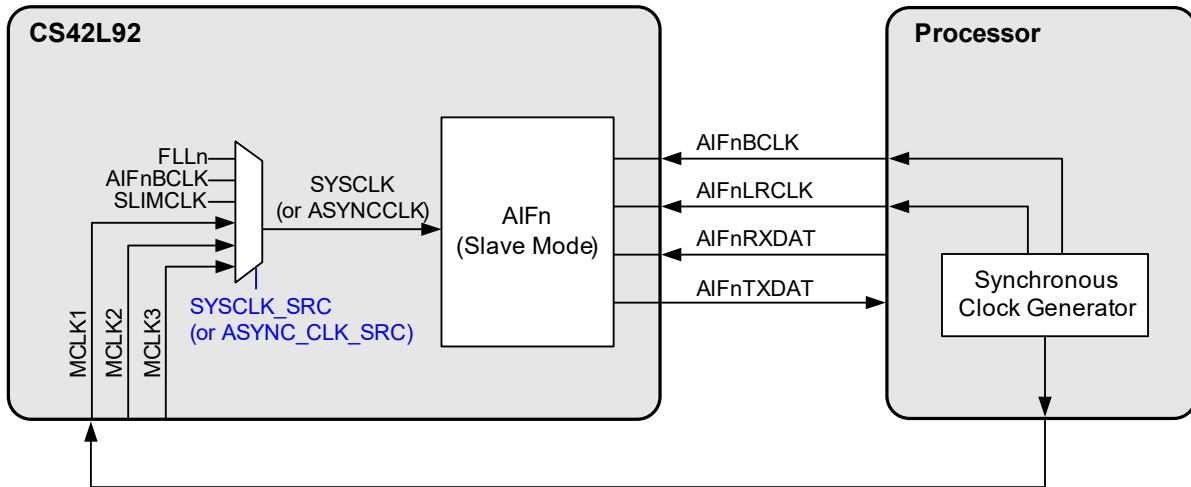 CS42L92
Processor
FLLn
AIFnBCLK
SLIMCLK
SYSCLK
(or ASYNCCLK)
SYSCLK_SRC
(or ASYNC_CLK_SRC)
MCLK1
MCLK2
MCLK3
AIFn
(Slave Mode)
AIFnBCLK
AIFnLRCLK
AIFnRXDAT
AIFnTXDAT
Synchronous
Clock Generator